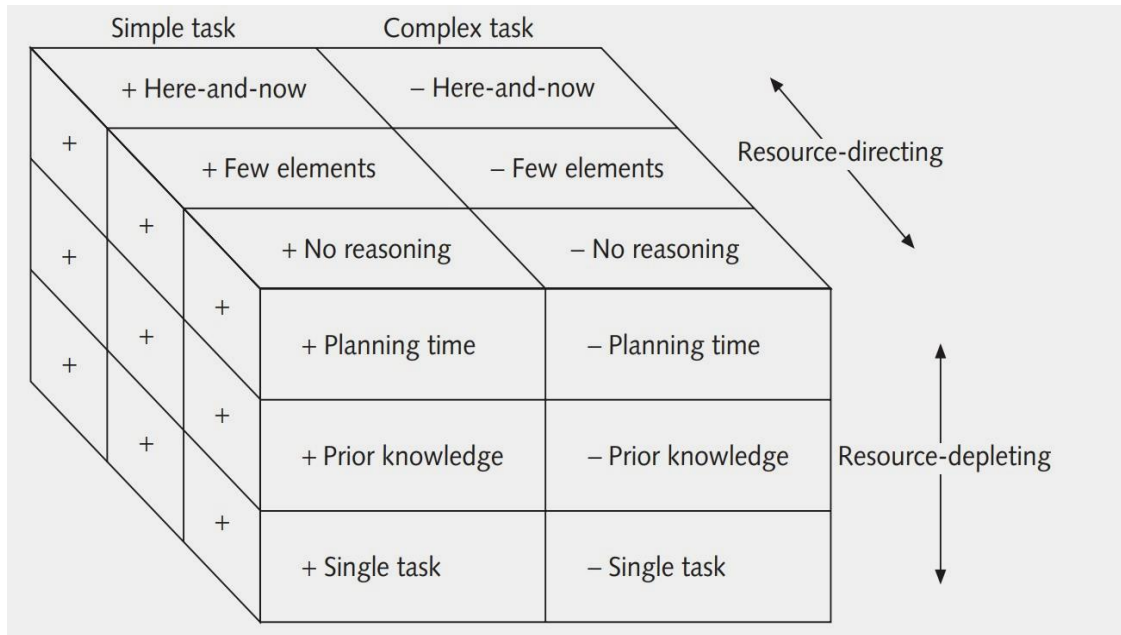 Simple task
Complex task
+ Here-and-now
– Here-and-now
+ Few elements
– Few elements
Resource-directing
+ No reasoning
– No reasoning
+
+
+
+
+
+
+
+
+
+ Planning time
– Planning time
+ Prior knowledge
– Prior knowledge
Resource-depleting
+ Single task
– Single task